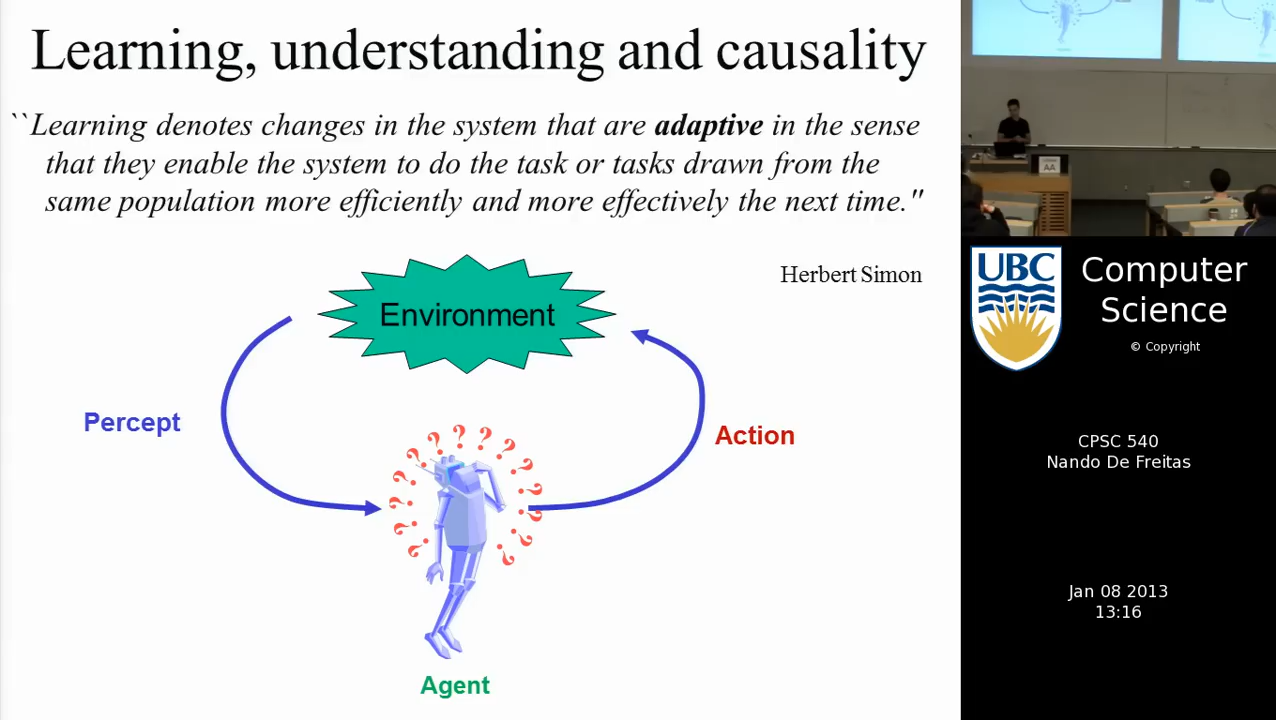 Learning, understanding and causality
``Learning denotes changes in the system that are adaptive in the sense
that they enable the system to do the task or tasks drawn from the
same population more efficiently and more effectively the next time."
Herbert Simon
Environment
Percept
Action
? ? ? ? ? ? ? ? ? ? ? ? ? ? ? ?
Agent
AA
UBC
Computer
Science
© Copyright
CPSC 540
Nando De Freitas
Jan 08 2013
13:16